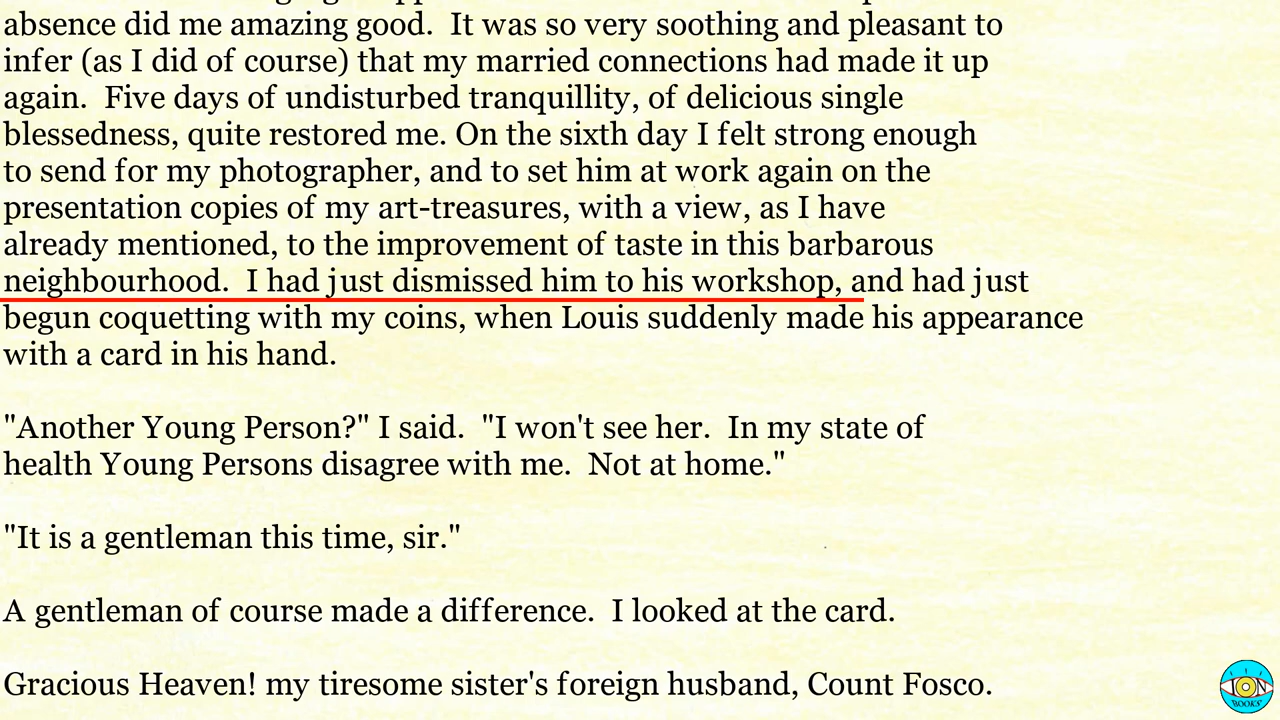 absence did me amazing good.  It was so very soothing and pleasant to
infer (as I did of course) that my married connections had made it up
again.  Five days of undisturbed tranquillity, of delicious single
blessedness, quite restored me. On the sixth day I felt strong enough
to send for my photographer, and to set him at work again on the
presentation copies of my art-treasures, with a view, as I have
already mentioned, to the improvement of taste in this barbarous
neighbourhood.  I had just dismissed him to his workshop, and had just
begun coquetting with my coins, when Louis suddenly made his appearance
with a card in his hand.
"Another Young Person?" I said.  "I won't see her.  In my state of
health Young Persons disagree with me.  Not at home."
"It is a gentleman this time, sir."
A gentleman of course made a difference.  I looked at the card.
Gracious Heaven! my tiresome sister's foreign husband, Count Fosco.
ION
BOOKS